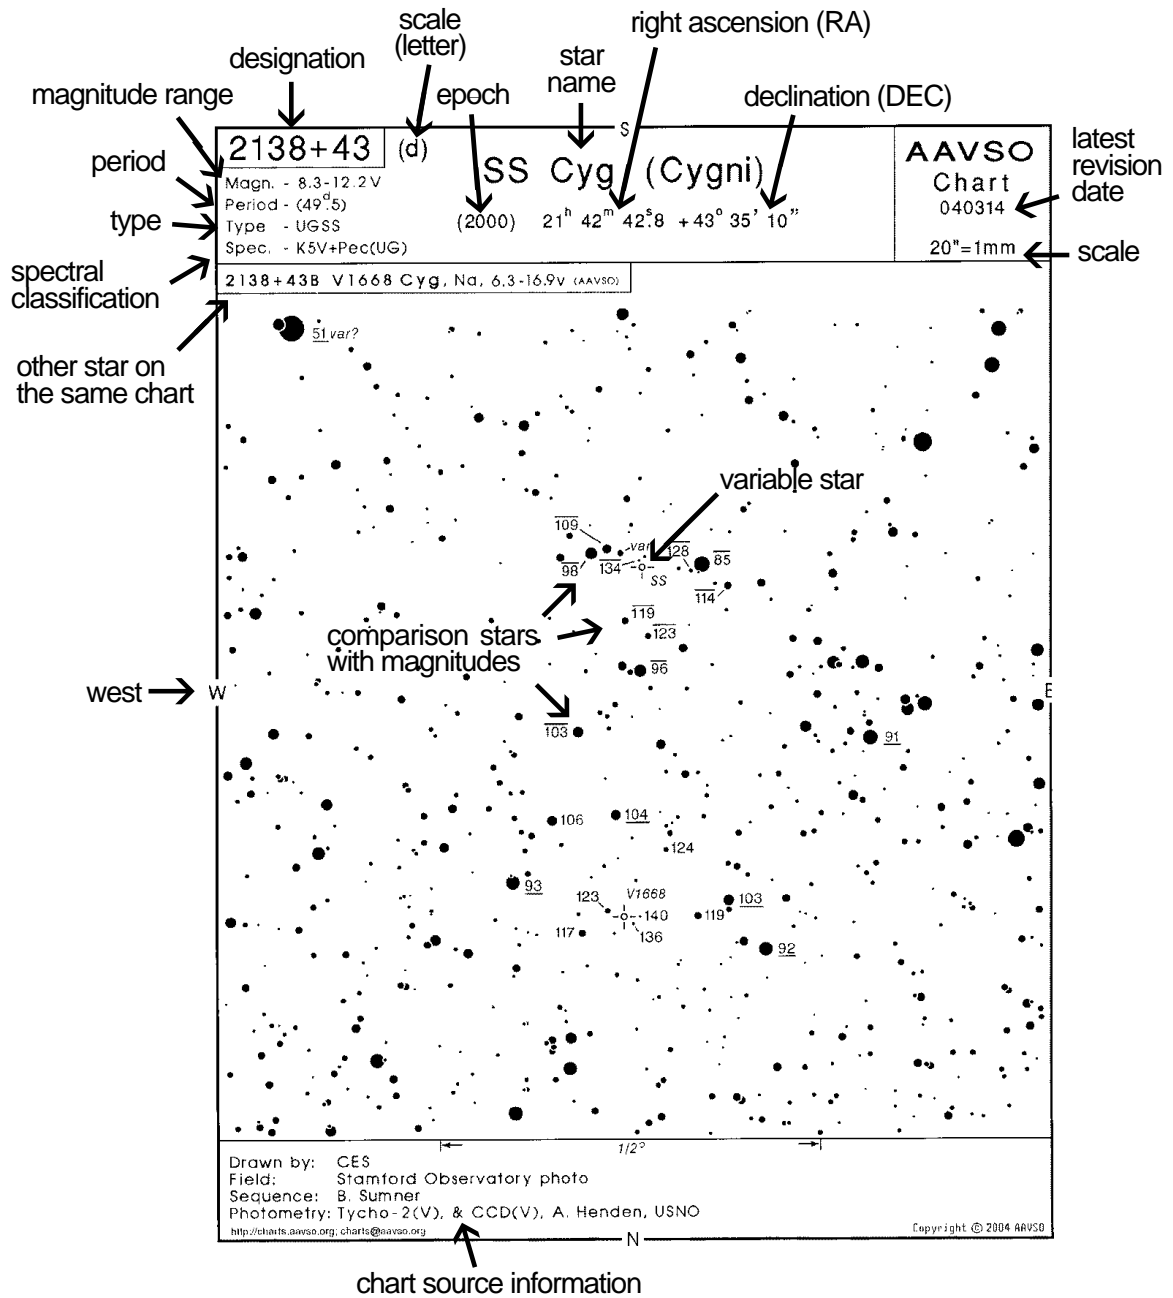 right ascension (RA)
scale
(letter)
designation
star
name
magnitude range
epoch
declination (DEC)
latest
revision
date
period
type
spectral
classification
other star on
the same chart
scale
S
2138+43
(d)
SS Cyg (Cygni)
AAVSO
Chart
040314
20"=1mm
Magn. - 8.3-12.2V
Period - (49d.5)
Type - UGSS
Spec. - K5V+Pec(UG)
(2000) 21h 42m 42s.8 +43° 35' 10"
2138+43B V1668 Cyg, Na, 6.3-16.9v (AAVSO)
51 var?
variable star
109
var
128
85
98
134
SS
114
119
123
comparison stars
with magnitudes
96
west
W
E
103
91
106
104
124
93
V1668
123
140
119
103
117
136
92
1/2°
Drawn by: CES
Field: Stamford Observatory photo
Sequence: B. Sumner
Photometry: Tycho-2(V), & CCD(V), A. Henden, USNO
http://charts.aavso.org; charts@aavso.org
Copyright © 2004 AAVSO
N
chart source information